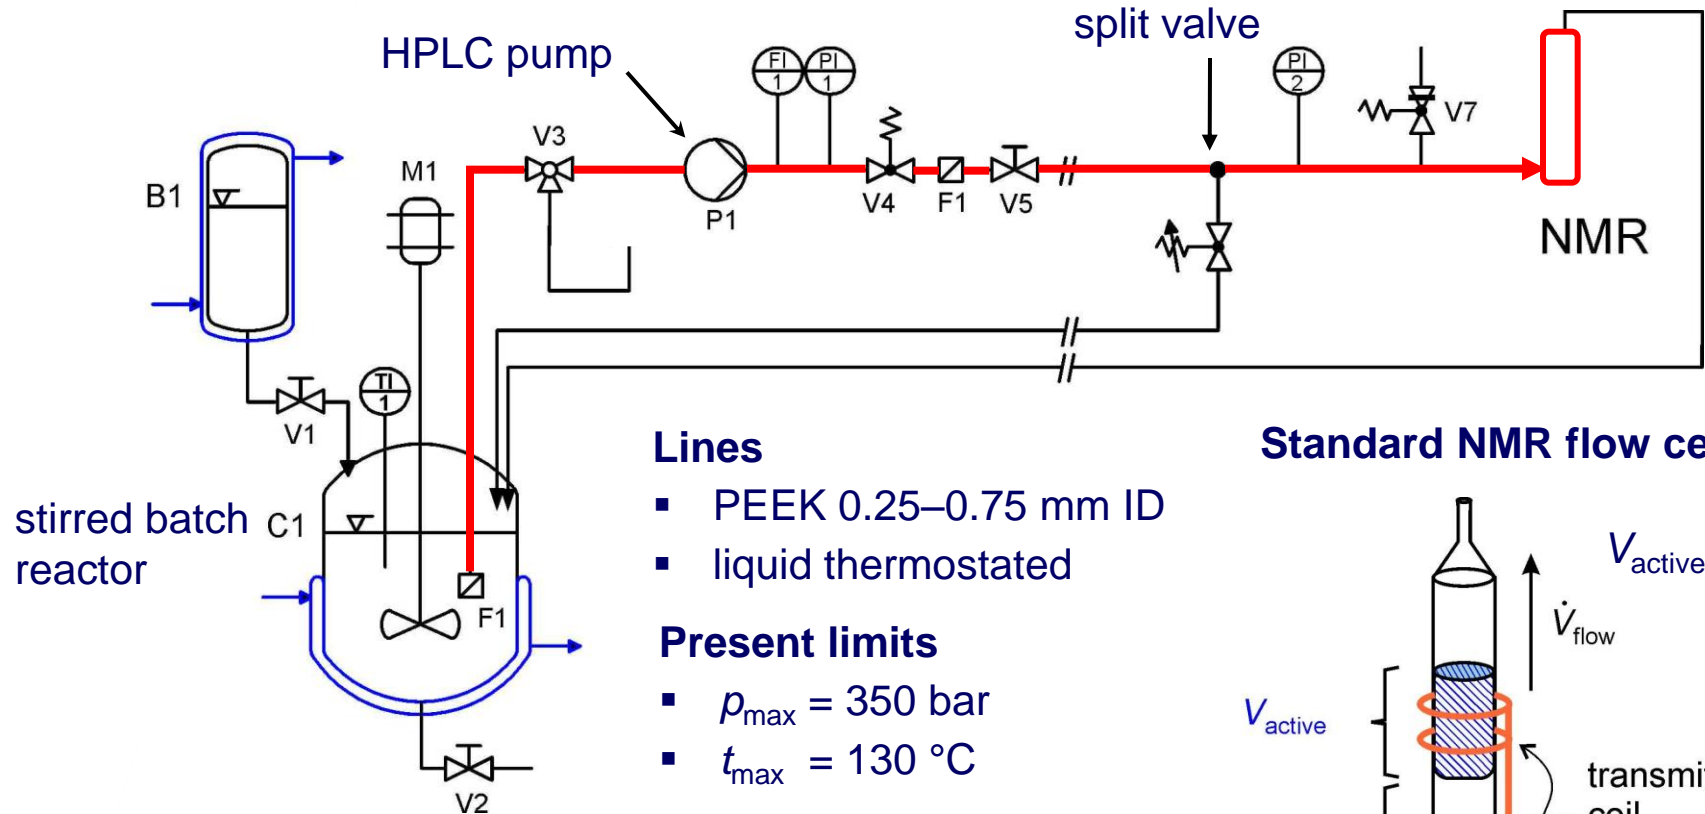 split valve
HPLC pump
FI
1
PI
1
PI
2
V7
V3
M1
B1
P1
V4
F1
V5
NMR
TI
1
V1
Lines
▪ PEEK 0.25–0.75 mm ID
▪ liquid thermostated
Standard NMR flow ce
stirred batch
reactor
C1
F1
Present limits
▪ pmax = 350 bar
▪ tmax = 130 °C
V2
Vactive
V̇flow
Vactive
transmi
coil